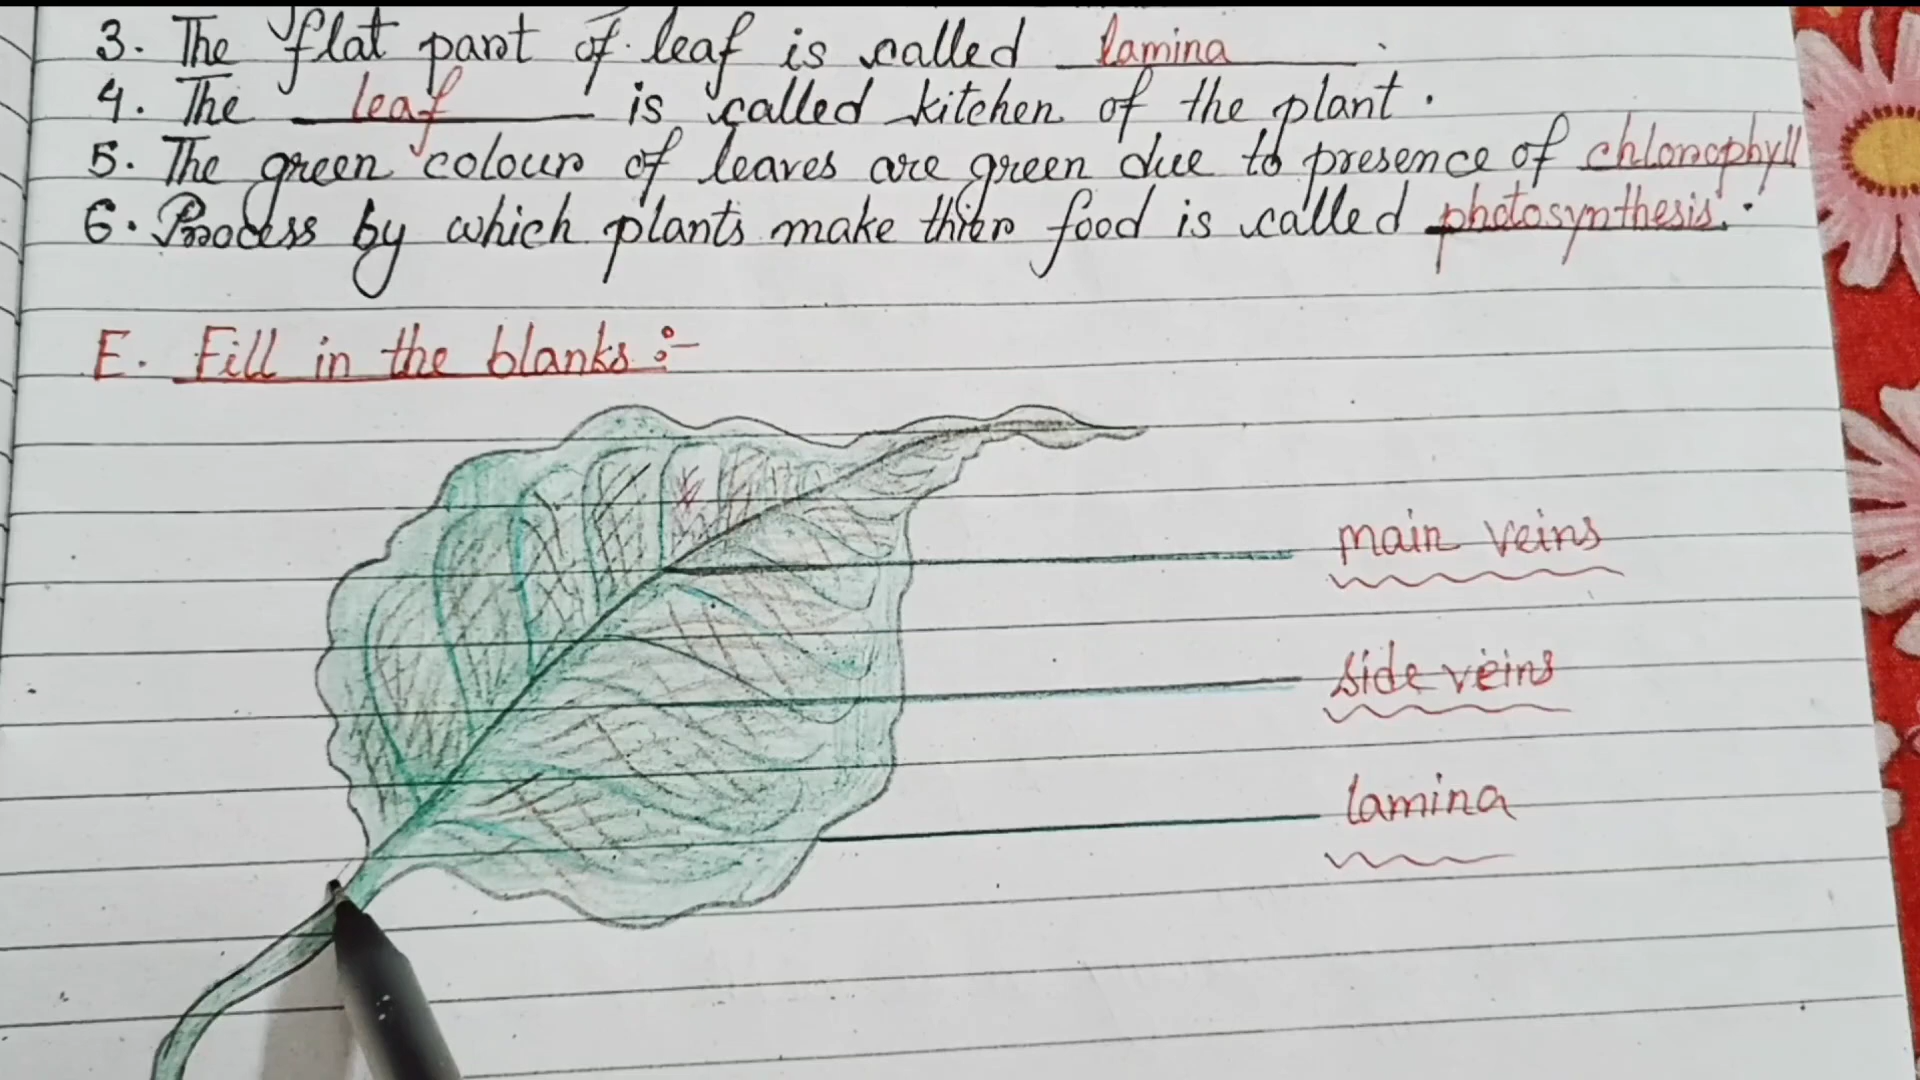 3. The flat part of leaf is called lamina.
4. The leaf is called kitchen of the plant.
5. The green colour of leaves are green due to presence of chlorophyll
6. Process by which plants make thier food is called photosynthesis.
E. Fill in the blanks :-
main veins
side veins
lamina